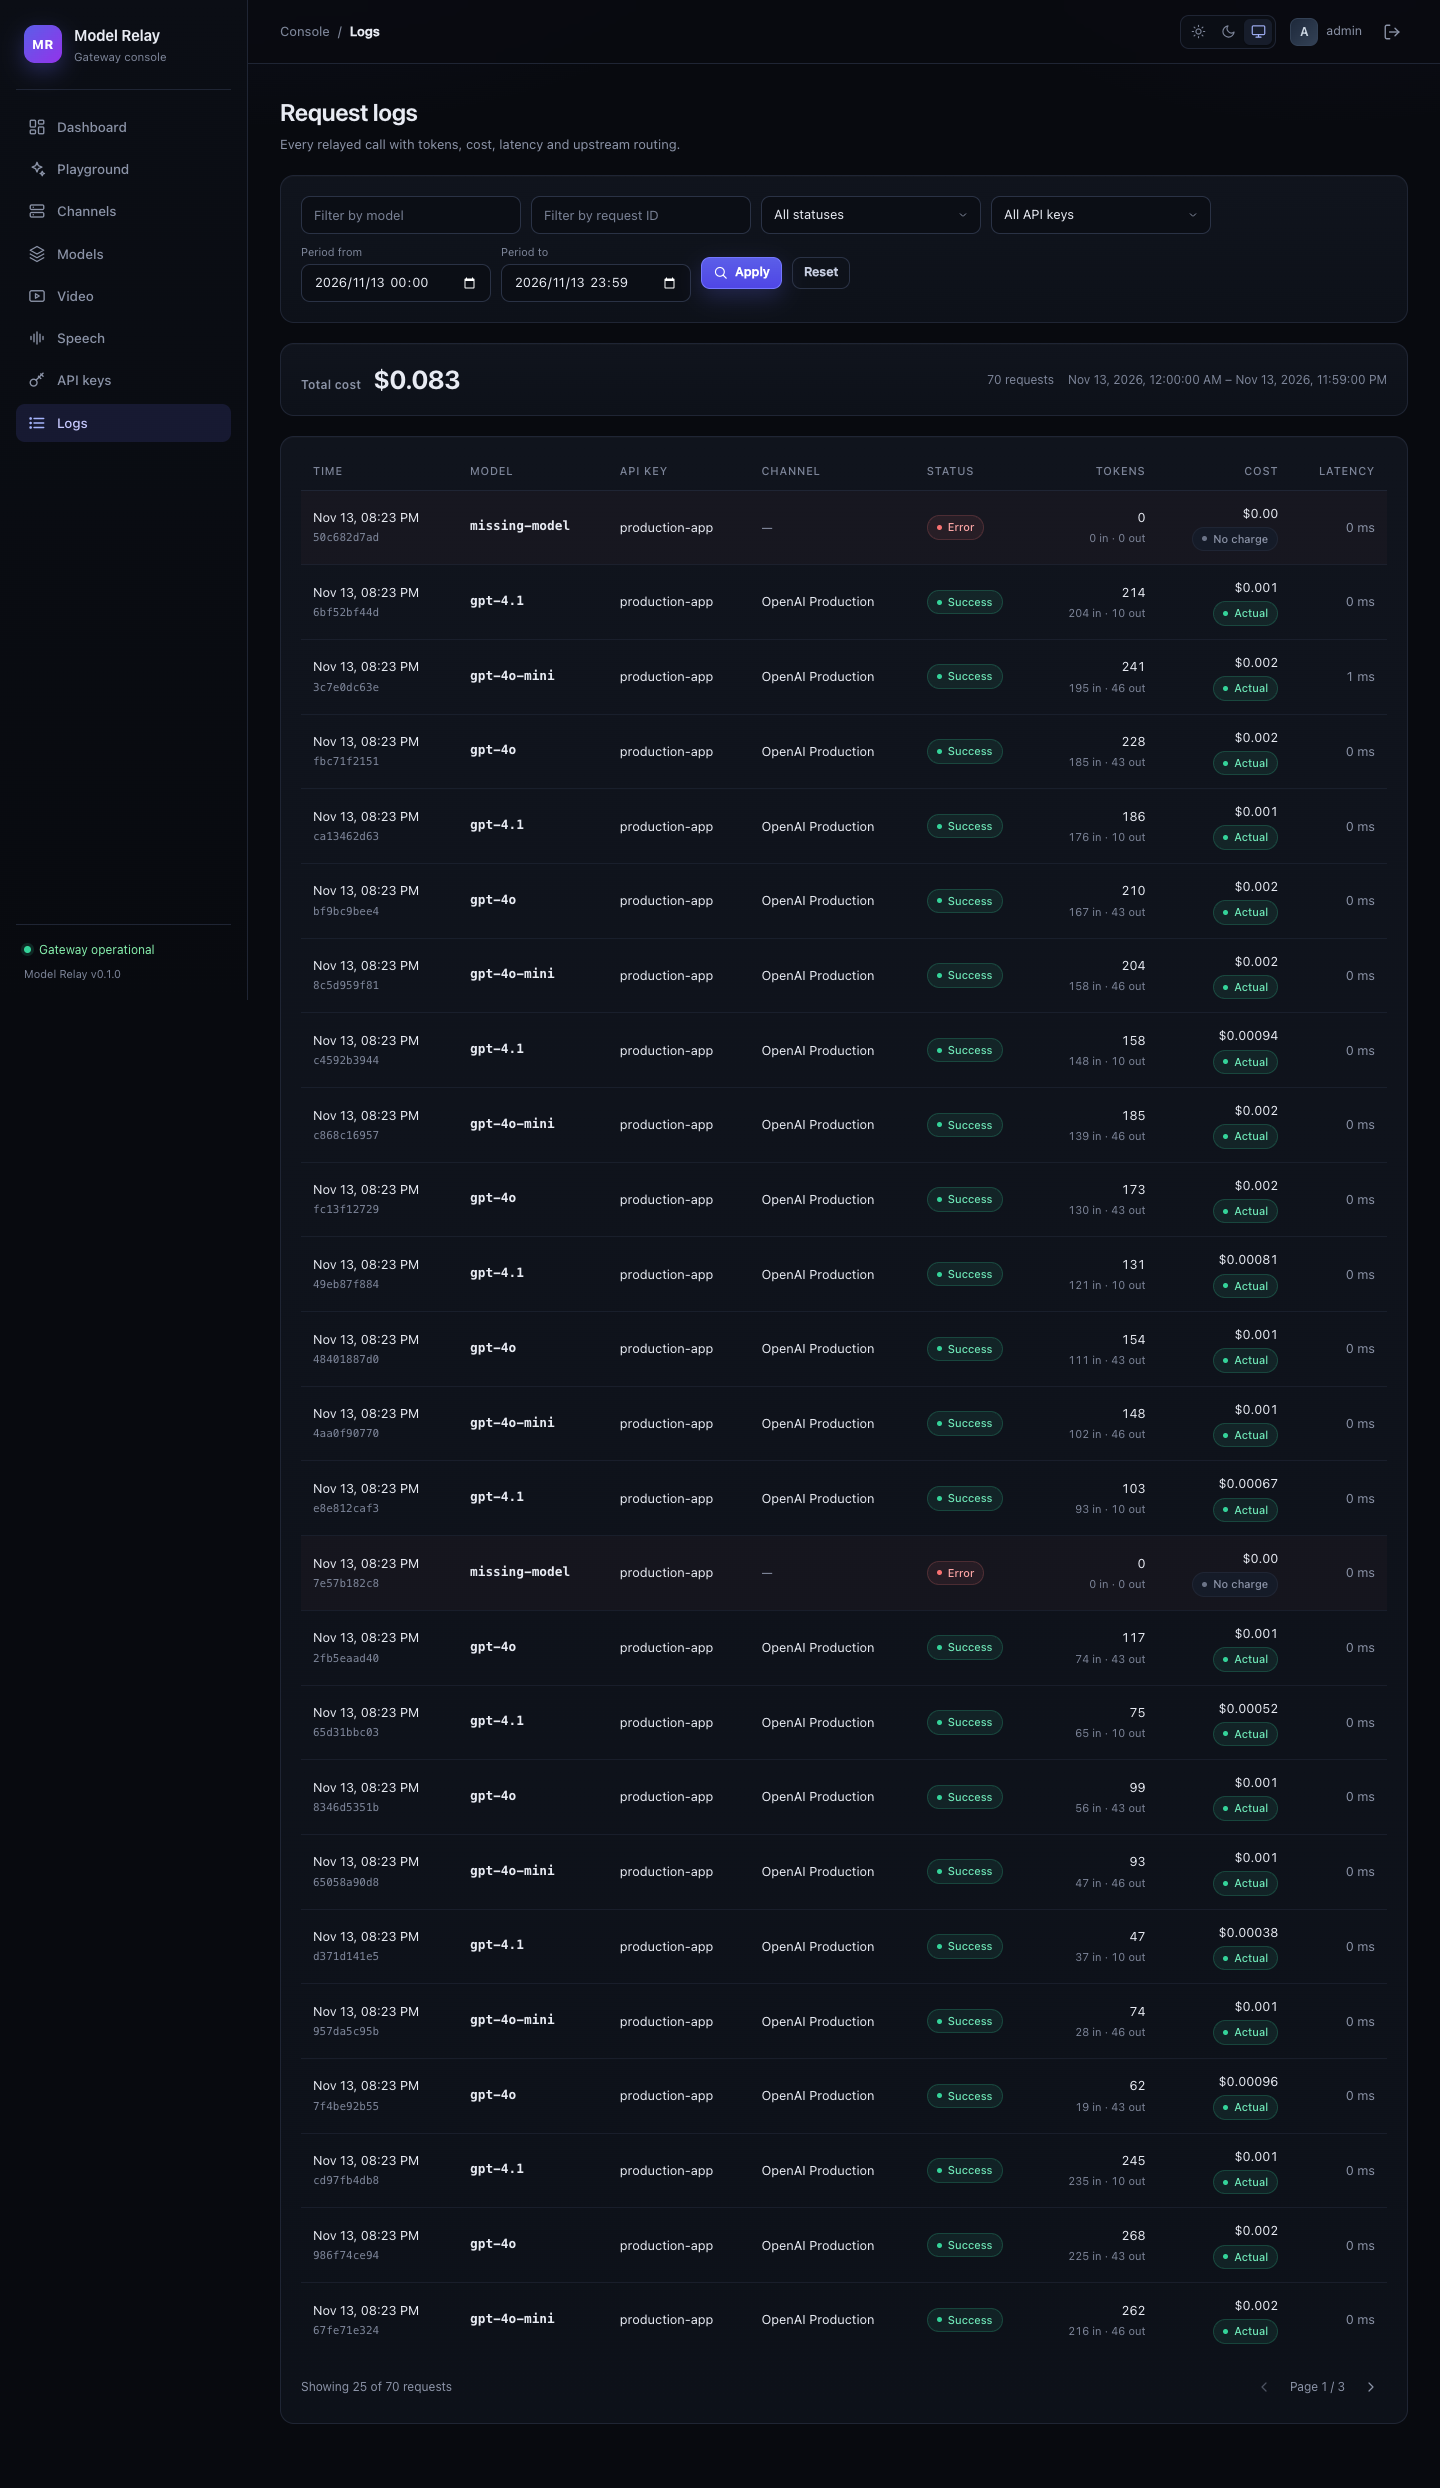 MR
Model Relay
Gateway console
Dashboard
Playground
Channels
Models
Video
Speech
API keys
Logs
Gateway operational
Model Relay v0.1.0
Console / Logs
A admin
Request logs
Every relayed call with tokens, cost, latency and upstream routing.
Filter by model Filter by request ID All statuses All API keys
Period from Period to
2026/11/13 00:00 2026/11/13 23:59 Apply Reset
Total cost $0.083 70 requests Nov 13, 2026, 12:00:00 AM – Nov 13, 2026, 11:59:00 PM
TIME MODEL API KEY CHANNEL STATUS TOKENS COST LATENCY
Nov 13, 08:23 PM missing-model production-app — Error 0 $0.00 0 ms
50c682d7ad 0 in · 0 out No charge
Nov 13, 08:23 PM gpt-4.1 production-app OpenAI Production Success 214 $0.001 0 ms
6bf52bf44d 204 in · 10 out Actual
Nov 13, 08:23 PM gpt-4o-mini production-app OpenAI Production Success 241 $0.002 1 ms
3c7e0dc63e 195 in · 46 out Actual
Nov 13, 08:23 PM gpt-4o production-app OpenAI Production Success 228 $0.002 0 ms
fbc71f2151 185 in · 43 out Actual
Nov 13, 08:23 PM gpt-4.1 production-app OpenAI Production Success 186 $0.001 0 ms
ca13462d63 176 in · 10 out Actual
Nov 13, 08:23 PM gpt-4o production-app OpenAI Production Success 210 $0.002 0 ms
bf9bc9bee4 167 in · 43 out Actual
Nov 13, 08:23 PM gpt-4o-mini production-app OpenAI Production Success 204 $0.002 0 ms
8c5d959f81 158 in · 46 out Actual
Nov 13, 08:23 PM gpt-4.1 production-app OpenAI Production Success 158 $0.00094 0 ms
c4592b3944 148 in · 10 out Actual
Nov 13, 08:23 PM gpt-4o-mini production-app OpenAI Production Success 185 $0.002 0 ms
c868c16957 139 in · 46 out Actual
Nov 13, 08:23 PM gpt-4o production-app OpenAI Production Success 173 $0.002 0 ms
fc13f12729 130 in · 43 out Actual
Nov 13, 08:23 PM gpt-4.1 production-app OpenAI Production Success 131 $0.00081 0 ms
49eb87f884 121 in · 10 out Actual
Nov 13, 08:23 PM gpt-4o production-app OpenAI Production Success 154 $0.001 0 ms
48401887d0 111 in · 43 out Actual
Nov 13, 08:23 PM gpt-4o-mini production-app OpenAI Production Success 148 $0.001 0 ms
4aa0f90770 102 in · 46 out Actual
Nov 13, 08:23 PM gpt-4.1 production-app OpenAI Production Success 103 $0.00067 0 ms
e8e812caf3 93 in · 10 out Actual
Nov 13, 08:23 PM missing-model production-app — Error 0 $0.00 0 ms
7e57b182c8 0 in · 0 out No charge
Nov 13, 08:23 PM gpt-4o production-app OpenAI Production Success 117 $0.001 0 ms
2fb5eaad40 74 in · 43 out Actual
Nov 13, 08:23 PM gpt-4.1 production-app OpenAI Production Success 75 $0.00052 0 ms
65d31bbc03 65 in · 10 out Actual
Nov 13, 08:23 PM gpt-4o production-app OpenAI Production Success 99 $0.001 0 ms
8346d5351b 56 in · 43 out Actual
Nov 13, 08:23 PM gpt-4o-mini production-app OpenAI Production Success 93 $0.001 0 ms
65058a90d8 47 in · 46 out Actual
Nov 13, 08:23 PM gpt-4.1 production-app OpenAI Production Success 47 $0.00038 0 ms
d371d141e5 37 in · 10 out Actual
Nov 13, 08:23 PM gpt-4o-mini production-app OpenAI Production Success 74 $0.001 0 ms
957da5c95b 28 in · 46 out Actual
Nov 13, 08:23 PM gpt-4o production-app OpenAI Production Success 62 $0.00096 0 ms
7f4be92b55 19 in · 43 out Actual
Nov 13, 08:23 PM gpt-4.1 production-app OpenAI Production Success 245 $0.001 0 ms
cd97fb4db8 235 in · 10 out Actual
Nov 13, 08:23 PM gpt-4o production-app OpenAI Production Success 268 $0.002 0 ms
986f74ce94 225 in · 43 out Actual
Nov 13, 08:23 PM gpt-4o-mini production-app OpenAI Production Success 262 $0.002 0 ms
67fe71e324 216 in · 46 out Actual
Showing 25 of 70 requests Page 1 / 3